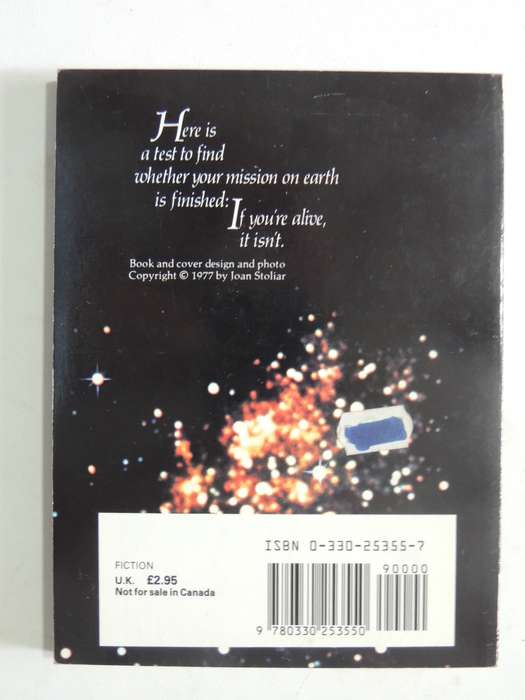 Here is
a test to find
whether your mission on earth
is finished:
If you're alive,
it isn't.
Book and cover design and photo
Copyright © 1977 by Joan Stoliar
ISBN 0-330-25355-7
90000
FICTION
U.K. £2.95
Not for sale in Canada
9 780330 253550